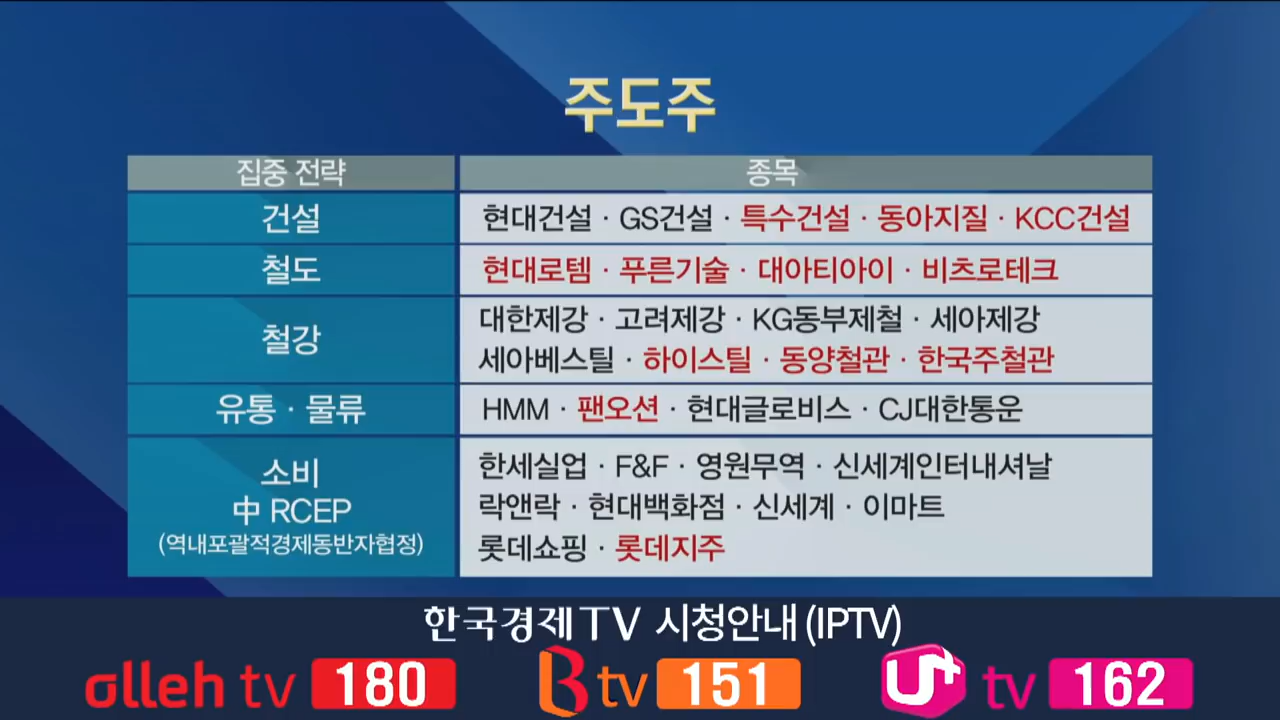 주도주
집중 전략 종목
건설 현대건설 · GS건설 · 특수건설 · 동아지질 · KCC건설
철도 현대로템 · 푸른기술 · 대아티아이 · 비츠로테크
철강 대한제강 · 고려제강 · KG동부제철 · 세아제강
세아베스틸 · 하이스틸 · 동양철관 · 한국주철관
유통 · 물류 HMM · 팬오션 · 현대글로비스 · CJ대한통운
소비 한세실업 · F&F · 영원무역 · 신세계인터내셔날
中 RCEP 락앤락 · 현대백화점 · 신세계 · 이마트
(역내포괄적경제동반자협정) 롯데쇼핑 · 롯데지주
한국경제TV 시청안내(IPTV)
olleh tv 180 B tv 151 U+ tv 162